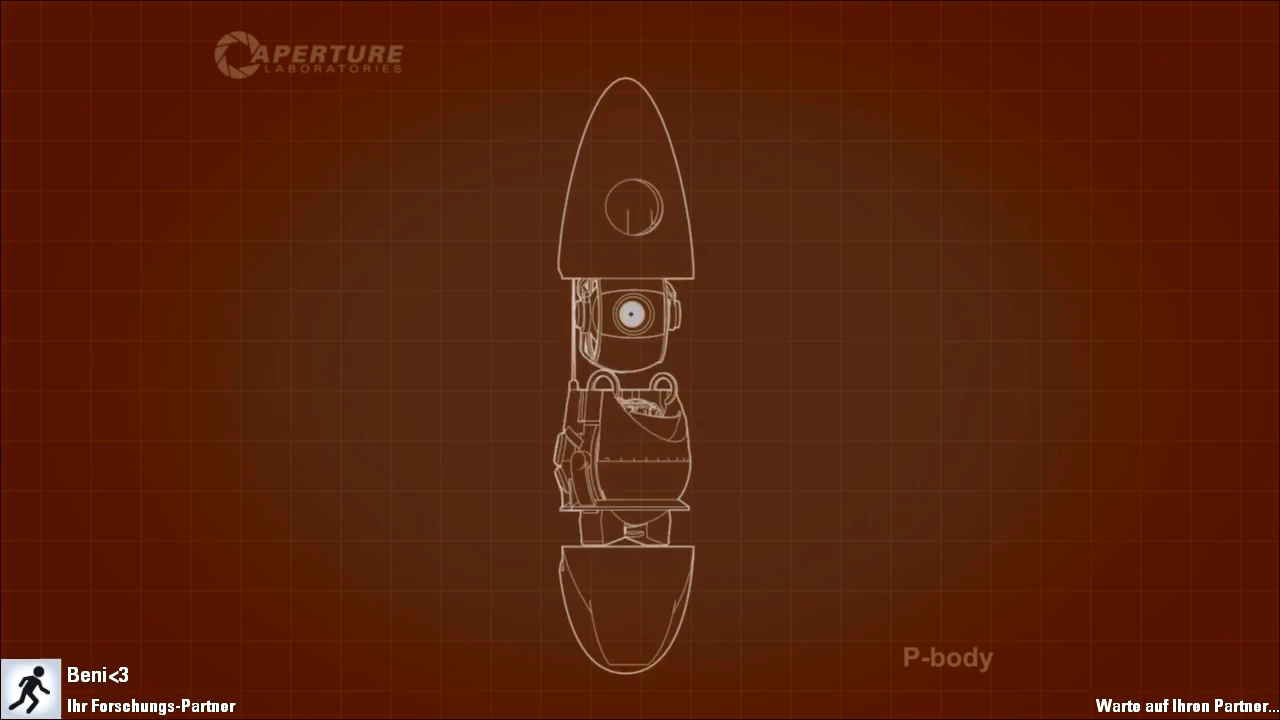 APERTURE
LABORATORIES
P-body
Beni<3
Ihr Forschungs-Partner
Warte auf Ihren Partner...